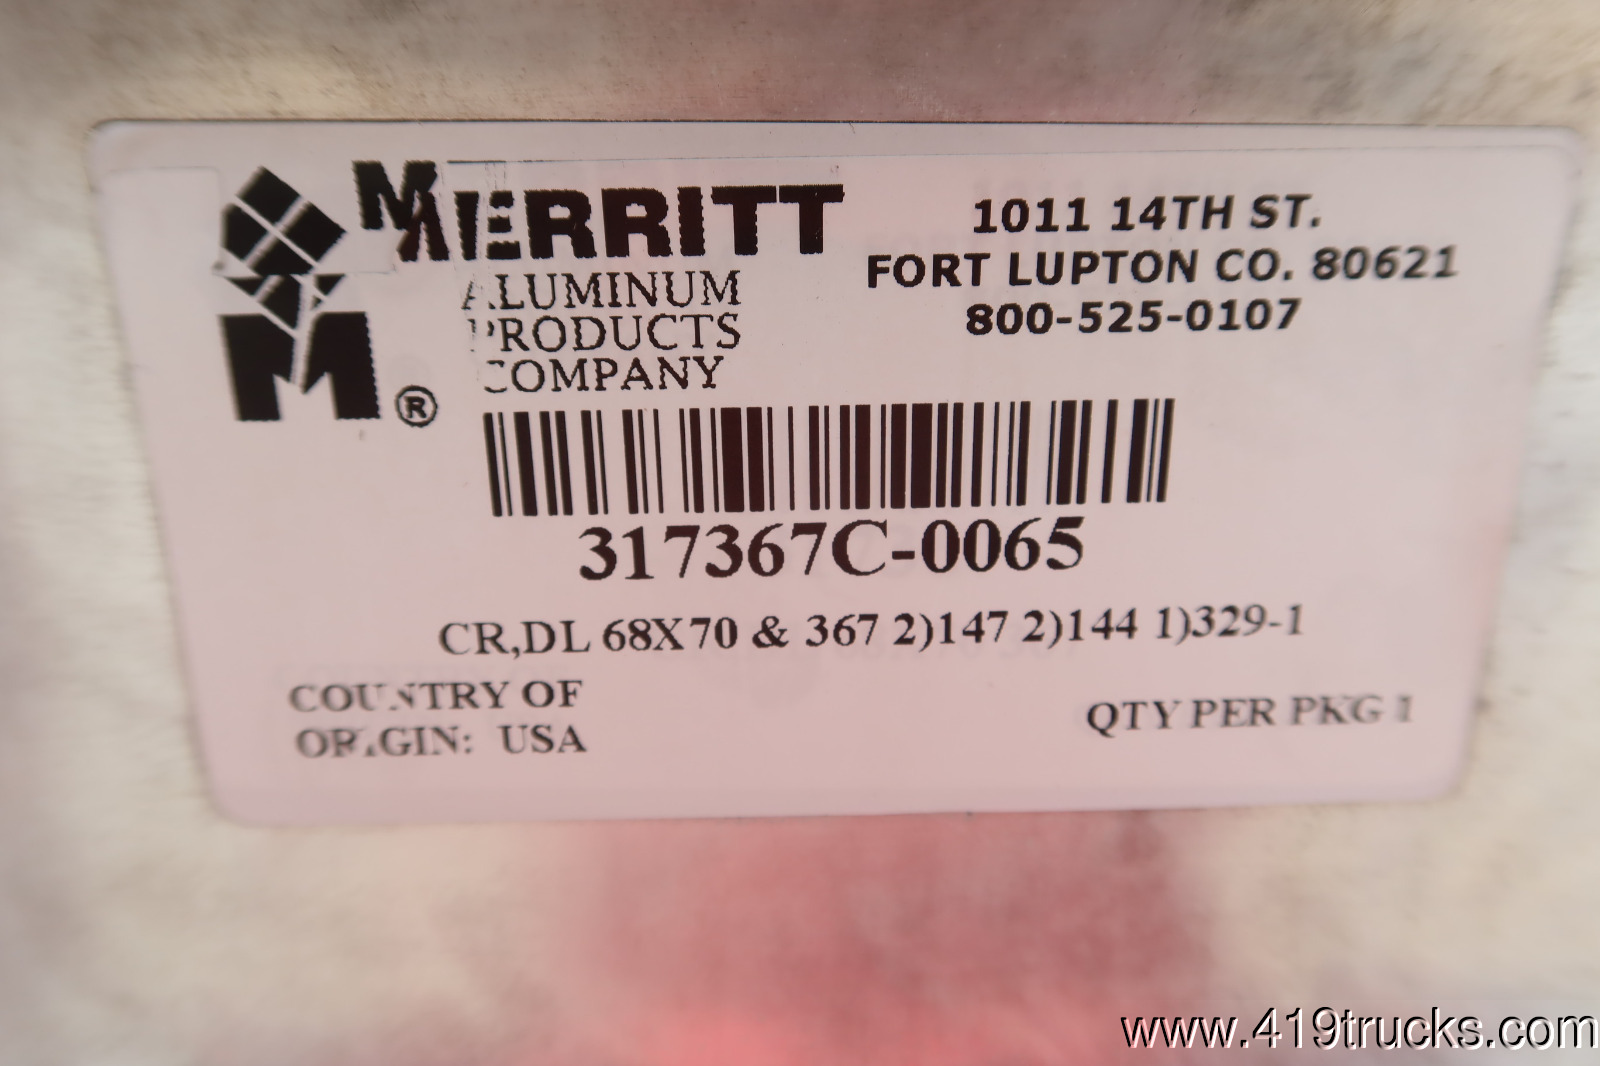 MERRITT
ALUMINUM
PRODUCTS
COMPANY
M®
1011 14TH ST.
FORT LUPTON CO. 80621
800-525-0107
317367C-0065
CR,DL 68X70 & 367 2)147 2)144 1)329-1
COUNTRY OF
ORIGIN: USA
QTY PER PKG 1
www.419trucks.com